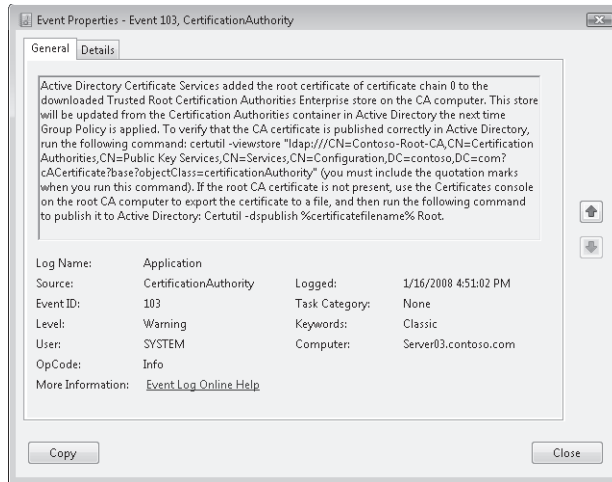 Event Properties - Event 103, CertificationAuthority
General Details
Active Directory Certificate Services added the root certificate of certificate chain 0 to the
downloaded Trusted Root Certification Authorities Enterprise store on the CA computer. This store
will be updated from the Certification Authorities container in Active Directory the next time
Group Policy is applied. To verify that the CA certificate is published correctly in Active Directory,
run the following command: certutil -viewstore "ldap:///CN=Contoso-Root-CA,CN=Certification
Authorities,CN=Public Key Services,CN=Services,CN=Configuration,DC=contoso,DC=com?
cACertificate?base?objectClass=certificationAuthority" (you must include the quotation marks
when you run this command). If the root CA certificate is not present, use the Certificates console
on the root CA computer to export the certificate to a file, and then run the following command
to publish it to Active Directory: Certutil -dspublish %certificatefilename% Root.
Log Name: Application
Source: CertificationAuthority Logged: 1/16/2008 4:51:02 PM
Event ID: 103 Task Category: None
Level: Warning Keywords: Classic
User: SYSTEM Computer: Server03.contoso.com
OpCode: Info
More Information: Event Log Online Help
Copy Close